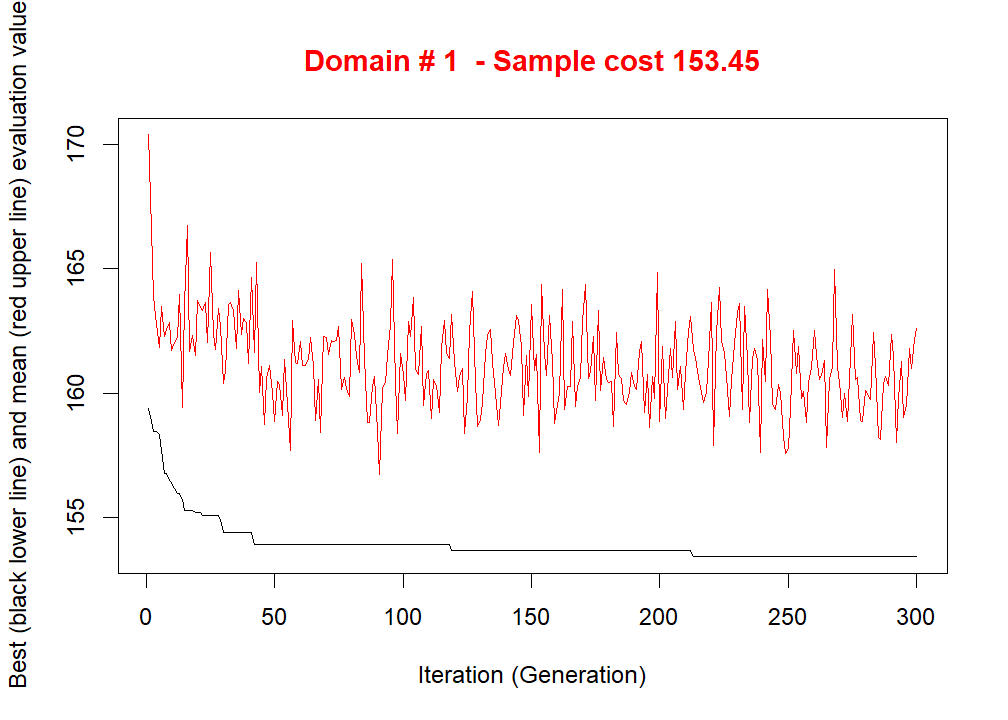 Domain # 1  - Sample cost 153.45
Best (black lower line) and mean (red upper line) evaluation value
170
165
160
155
0 50 100 150 200 250 300
Iteration (Generation)